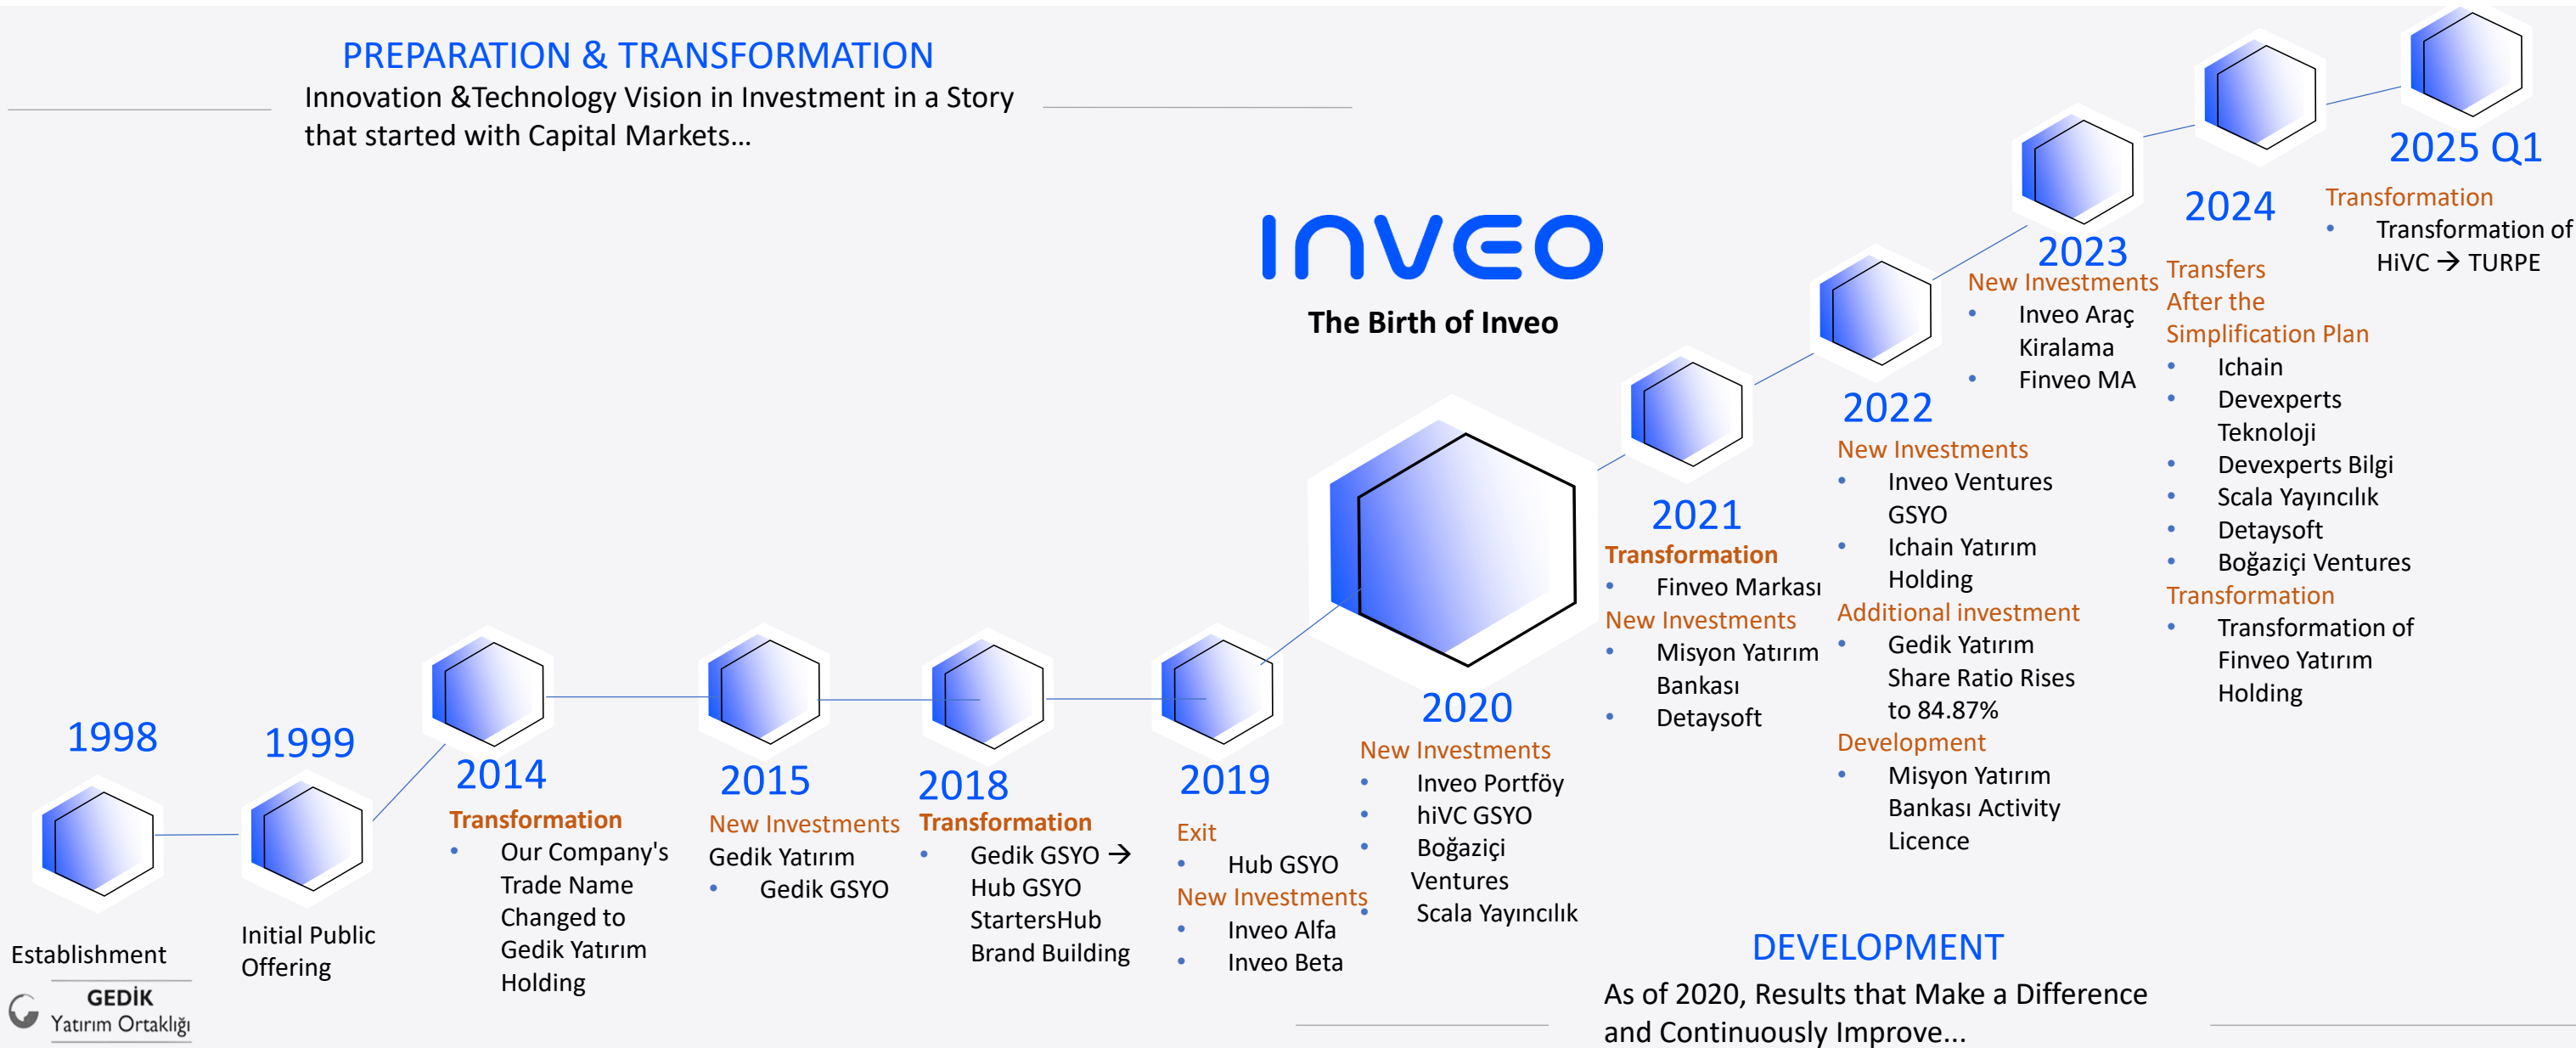 PREPARATION & TRANSFORMATION
Innovation &Technology Vision in Investment in a Story
that started with Capital Markets...
INVEO
The Birth of Inveo
1998
Establishment
GEDİK
Yatırım Ortaklığı
1999
Initial Public
Offering
2014
Transformation
• Our Company's
Trade Name
Changed to
Gedik Yatırım
Holding
2015
New Investments
Gedik Yatırım
• Gedik GSYO
2018
Transformation
• Gedik GSYO →
Hub GSYO
StartersHub
Brand Building
2019
Exit
• Hub GSYO
New Investments
• Inveo Alfa
• Inveo Beta
2020
New Investments
• Inveo Portföy
• hiVC GSYO
• Boğaziçi
Ventures
• Scala Yayıncılık
2021
Transformation
• Finveo Markası
New Investments
• Misyon Yatırım
Bankası
• Detaysoft
2022
New Investments
• Inveo Ventures
GSYO
• Ichain Yatırım
Holding
Additional investment
• Gedik Yatırım
Share Ratio Rises
to 84.87%
Development
• Misyon Yatırım
Bankası Activity
Licence
2023
New Investments
• Inveo Araç
Kiralama
• Finveo MA
2024
Transfers
After the
Simplification Plan
• Ichain
• Devexperts
Teknoloji
• Devexperts Bilgi
• Scala Yayıncılık
• Detaysoft
• Boğaziçi Ventures
Transformation
• Transformation of
Finveo Yatırım
Holding
2025 Q1
Transformation
• Transformation of
HiVC → TURPE
DEVELOPMENT
As of 2020, Results that Make a Difference
and Continuously Improve...